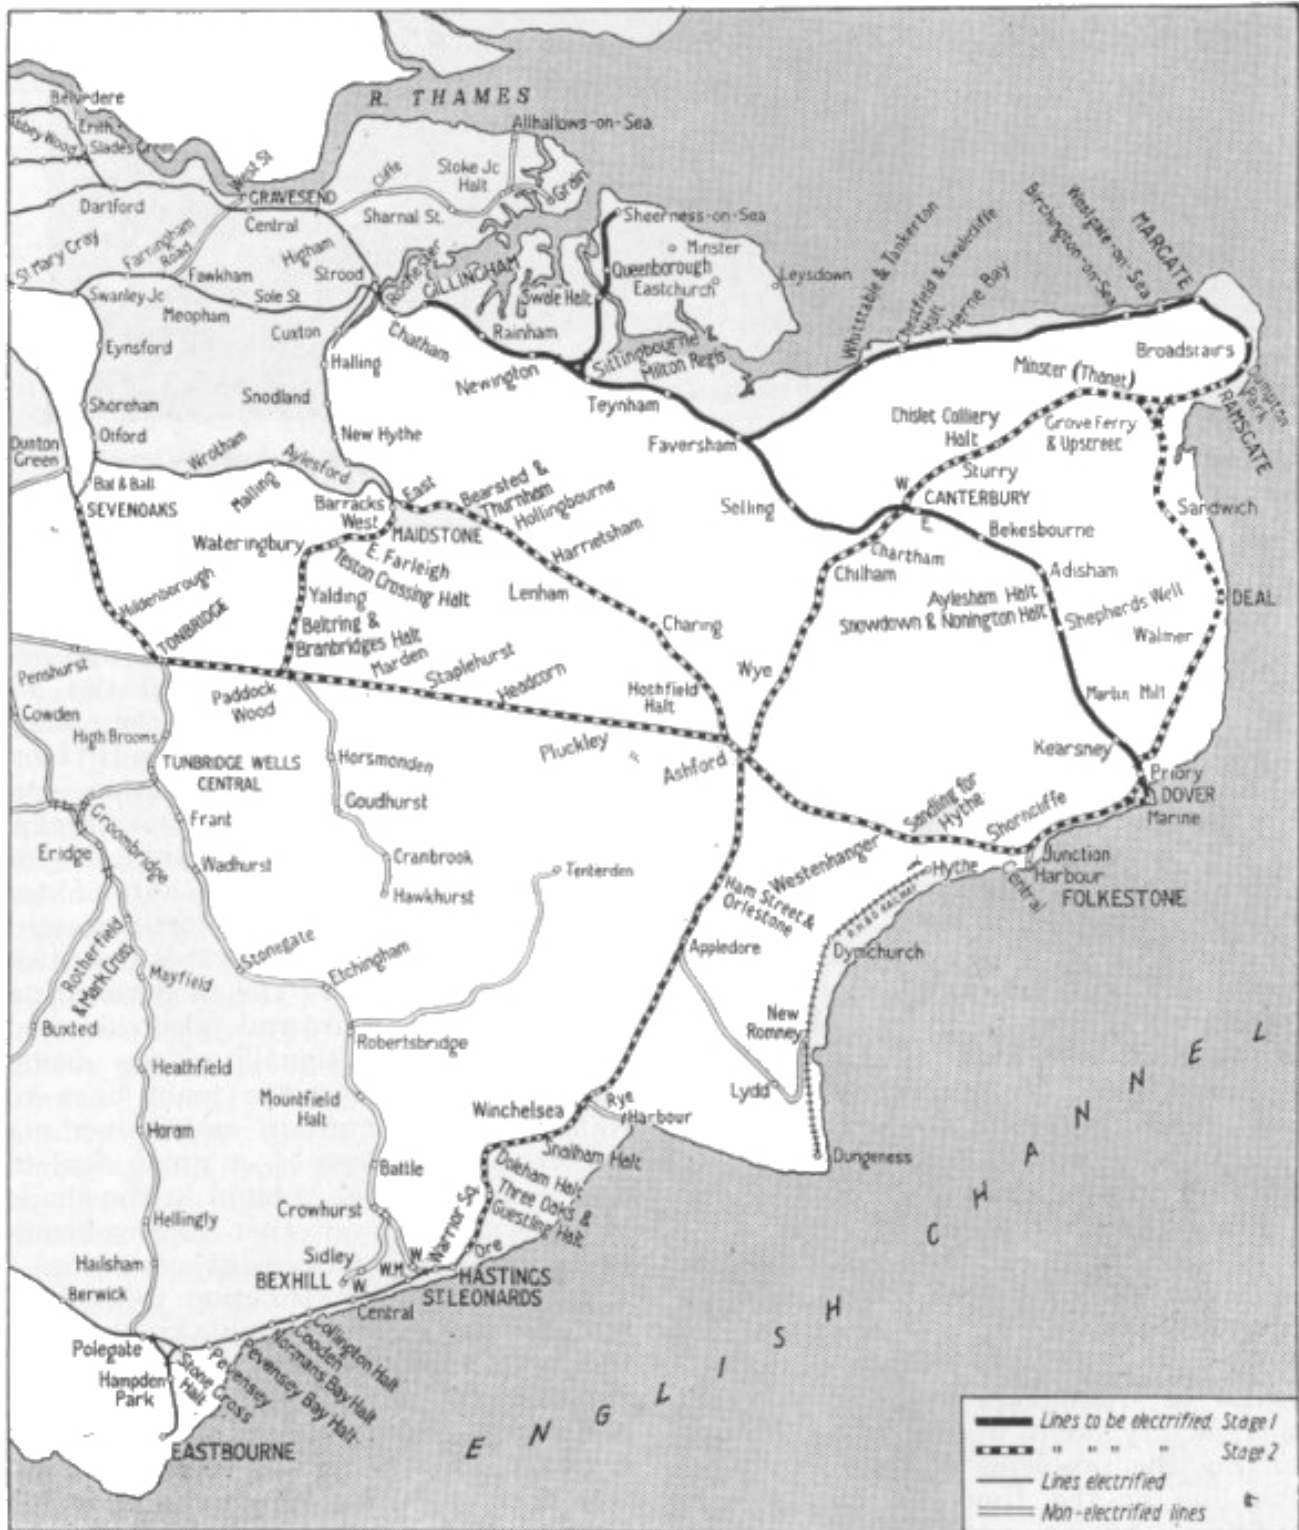 R. THAMES
Belvedere
Erith
Abbey Wood
Slades Green
Allhallows-on-Sea
West St
GRAVESEND
Central
Cliffe
Stoke Jc
Halt
Grain
Sharnal St.
Dartford
Farringham
Road
St Mary Cray
Swanley Jc
Fawkham
Meopham
Sole St
Higham
Strood
Rochester
GILLINGHAM
Chatham
Cuxton
Halling
Snodland
New Hythe
Aylesford
Eynsford
Shoreham
Otford
Wrotham
Malling
Dunton
Green
Bat & Ball
SEVENOAKS
Sheerness-on-Sea
Minster
Queenborough
Eastchurch
Leysdown
Swale Halt
Rainham
Newington
Sittingbourne &
Milton Regis
Teynham
Faversham
Whitstable & Tankerton
Chestfield & Swalecliffe
Halt
Herne Bay
Birchington-on-Sea
Westgate-on-Sea
MARGATE
Broadstairs
Dumpton
Park
RAMSGATE
Minster (Thanet)
Chislet Colliery
Halt
Grove Ferry
& Upstreet
Sturry
W.
CANTERBURY
E.
Selling
Bekesbourne
Sandwich
Chartham
Chilham
Adisham
Aylesham Halt
Snowdown & Nonington Halt
Shepherds Well
DEAL
Walmer
Martin Mill
Kearsney
Priory
DOVER
Marine
Barracks
West
East
MAIDSTONE
Bearsted &
Thurnham
Hollingbourne
Harrietsham
Lenham
Charing
Hothfield
Halt
Wye
Ashford
Wateringbury
E. Farleigh
Teston Crossing Halt
Yalding
Beltring &
Branbridges Halt
Hildenborough
TONBRIDGE
Penshurst
Cowden
Paddock
Wood
Marden
Staplehurst
Headcorn
Pluckley
High Brooms
TUNBRIDGE WELLS
CENTRAL
Horsmonden
Goudhurst
Cranbrook
Hawkhurst
Groombridge
Eridge
Frant
Wadhurst
Tenterden
Ham Street &
Orlestone
Westenhanger
Sandling for
Hythe
Shorncliffe
Hythe
R.H.& D. RAILWAY
Central
Junction
Harbour
FOLKESTONE
Rotherfield
& Mark Cross
Mayfield
Stonegate
Etchingham
Appledore
Dymchurch
Buxted
Robertsbridge
New
Romney
Lydd
Dungeness
Heathfield
Mountfield
Halt
Winchelsea
Rye
Harbour
Horam
Battle
Snailham Halt
Doleham Halt
Three Oaks &
Guestling Halt
Hellingly
Crowhurst
Warrior Sq.
Ore
Hailsham
Sidley
BEXHILL
W.
W.M
W.
HASTINGS
ST LEONARDS
Central
Berwick
Polegate
Hampden
Park
Stone Cross
Halt
Pevensey
Pevensey Bay Halt
Normans Bay Halt
Cooden
Collington Halt
EASTBOURNE
ENGLISH CHANNEL
Lines to be electrified. Stage 1
" " " " Stage 2
Lines electrified
Non-electrified lines